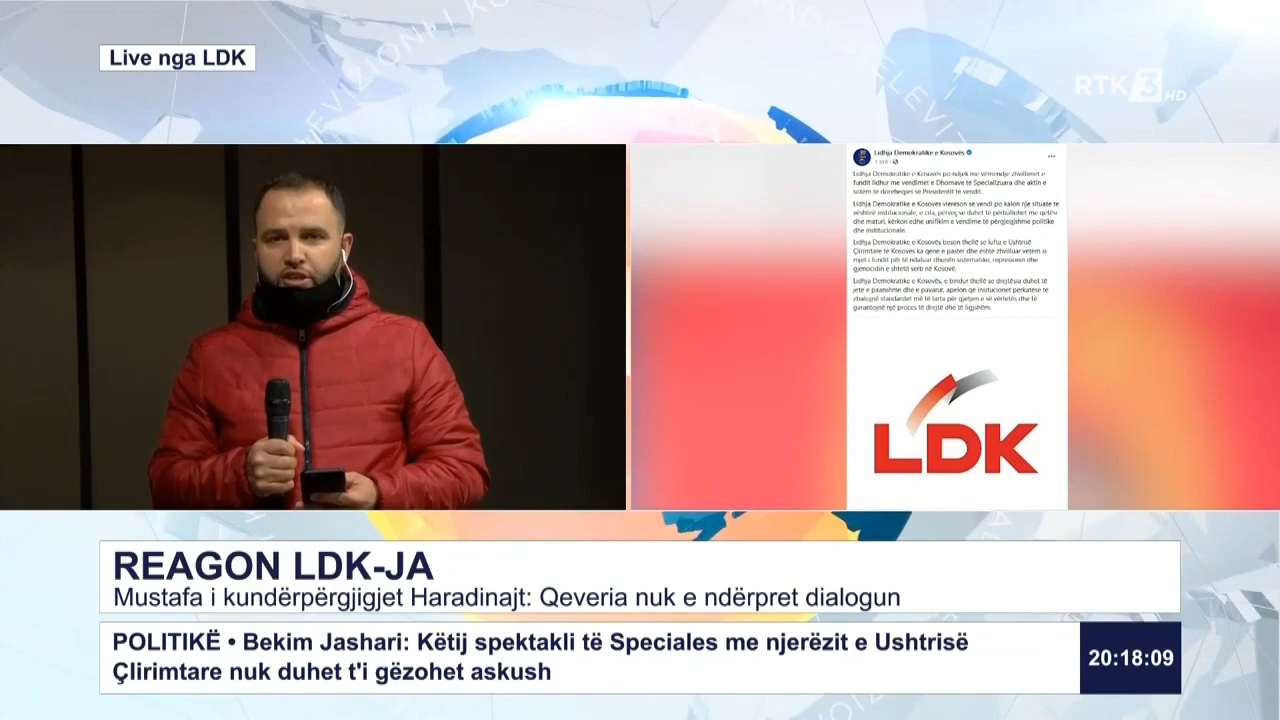 Live nga LDK
RTK 3 HD
Lidhja Demokratike e Kosovës
Lidhja Demokratike e Kosovës po ndjek me vëmendje zhvillimet e
fundit lidhur me vendimet e Dhomave të Specializuara dhe aktin e
sotëm të dorëheqjes së Presidentit të vendit.
Lidhja Demokratike e Kosovës vlerëson se vendi po kalon një situatë të
vështirë institucionale, e cila, përveç se duhet të përballohet me qetësi
dhe maturi, kërkon edhe unifikim e vendime të përgjegjshme politike
dhe institucionale.
Lidhja Demokratike e Kosovës beson thellë se lufta e Ushtrisë
Çlirimtare të Kosovës ka qenë e pastër dhe është zhvilluar vetëm si
mjet i fundit për të ndaluar dhunën sistematike, represionin dhe
gjenocidin e shtetit serb në Kosovë.
Lidhja Demokratike e Kosovës, e bindur thellë se drejtësia duhet të
jetë e paanshme dhe e pavarur, apelon që insitucionet përkatëse të
zbatojnë standardet më të larta për gjetjen e së vërtetës dhe të
garantojnë një proces të drejtë dhe të ligjshëm.
LDK
REAGON LDK-JA
Mustafa i kundërpërgjigjet Haradinajt: Qeveria nuk e ndërpret dialogun
POLITIKË • Bekim Jashari: Këtij spektakli të Speciales me njerëzit e Ushtrisë
Çlirimtare nuk duhet t'i gëzohet askush
20:18:09